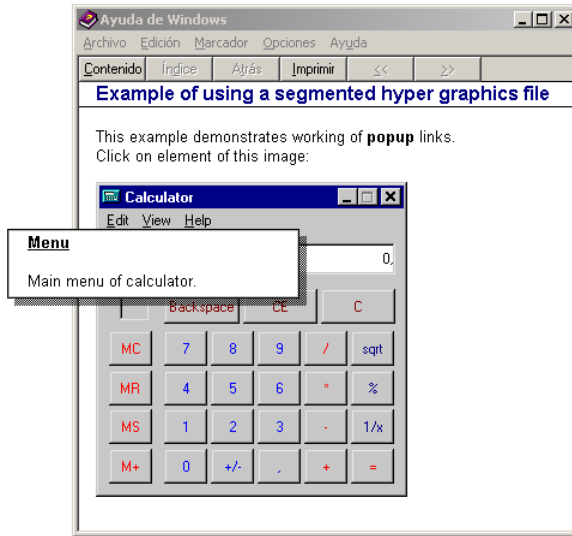 Ayuda de Windows
Archivo Edición Marcador Opciones Ayuda
Contenido Índice Atrás Imprimir << >>
Example of using a segmented hyper graphics file
This example demonstrates working of popup links.
Click on element of this image:
Calculator
Edit View Help
Menu
0,
Main menu of calculator.
Backspace CE C
MC 7 8 9 / sqrt
MR 4 5 6 * %
MS 1 2 3 - 1/x
M+ 0 +/- , + =